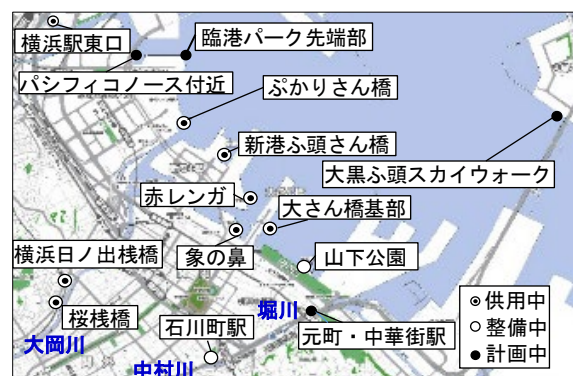 横浜駅東口
臨港パーク先端部
パシフィコノース付近
ぷかりさん橋
新港ふ頭さん橋
大黒ふ頭スカイウォーク
赤レンガ
大さん橋基部
横浜日ノ出桟橋
象の鼻
山下公園
桜桟橋
石川町駅
堀川
元町・中華街駅
大岡川
中村川
供用中
整備中
計画中